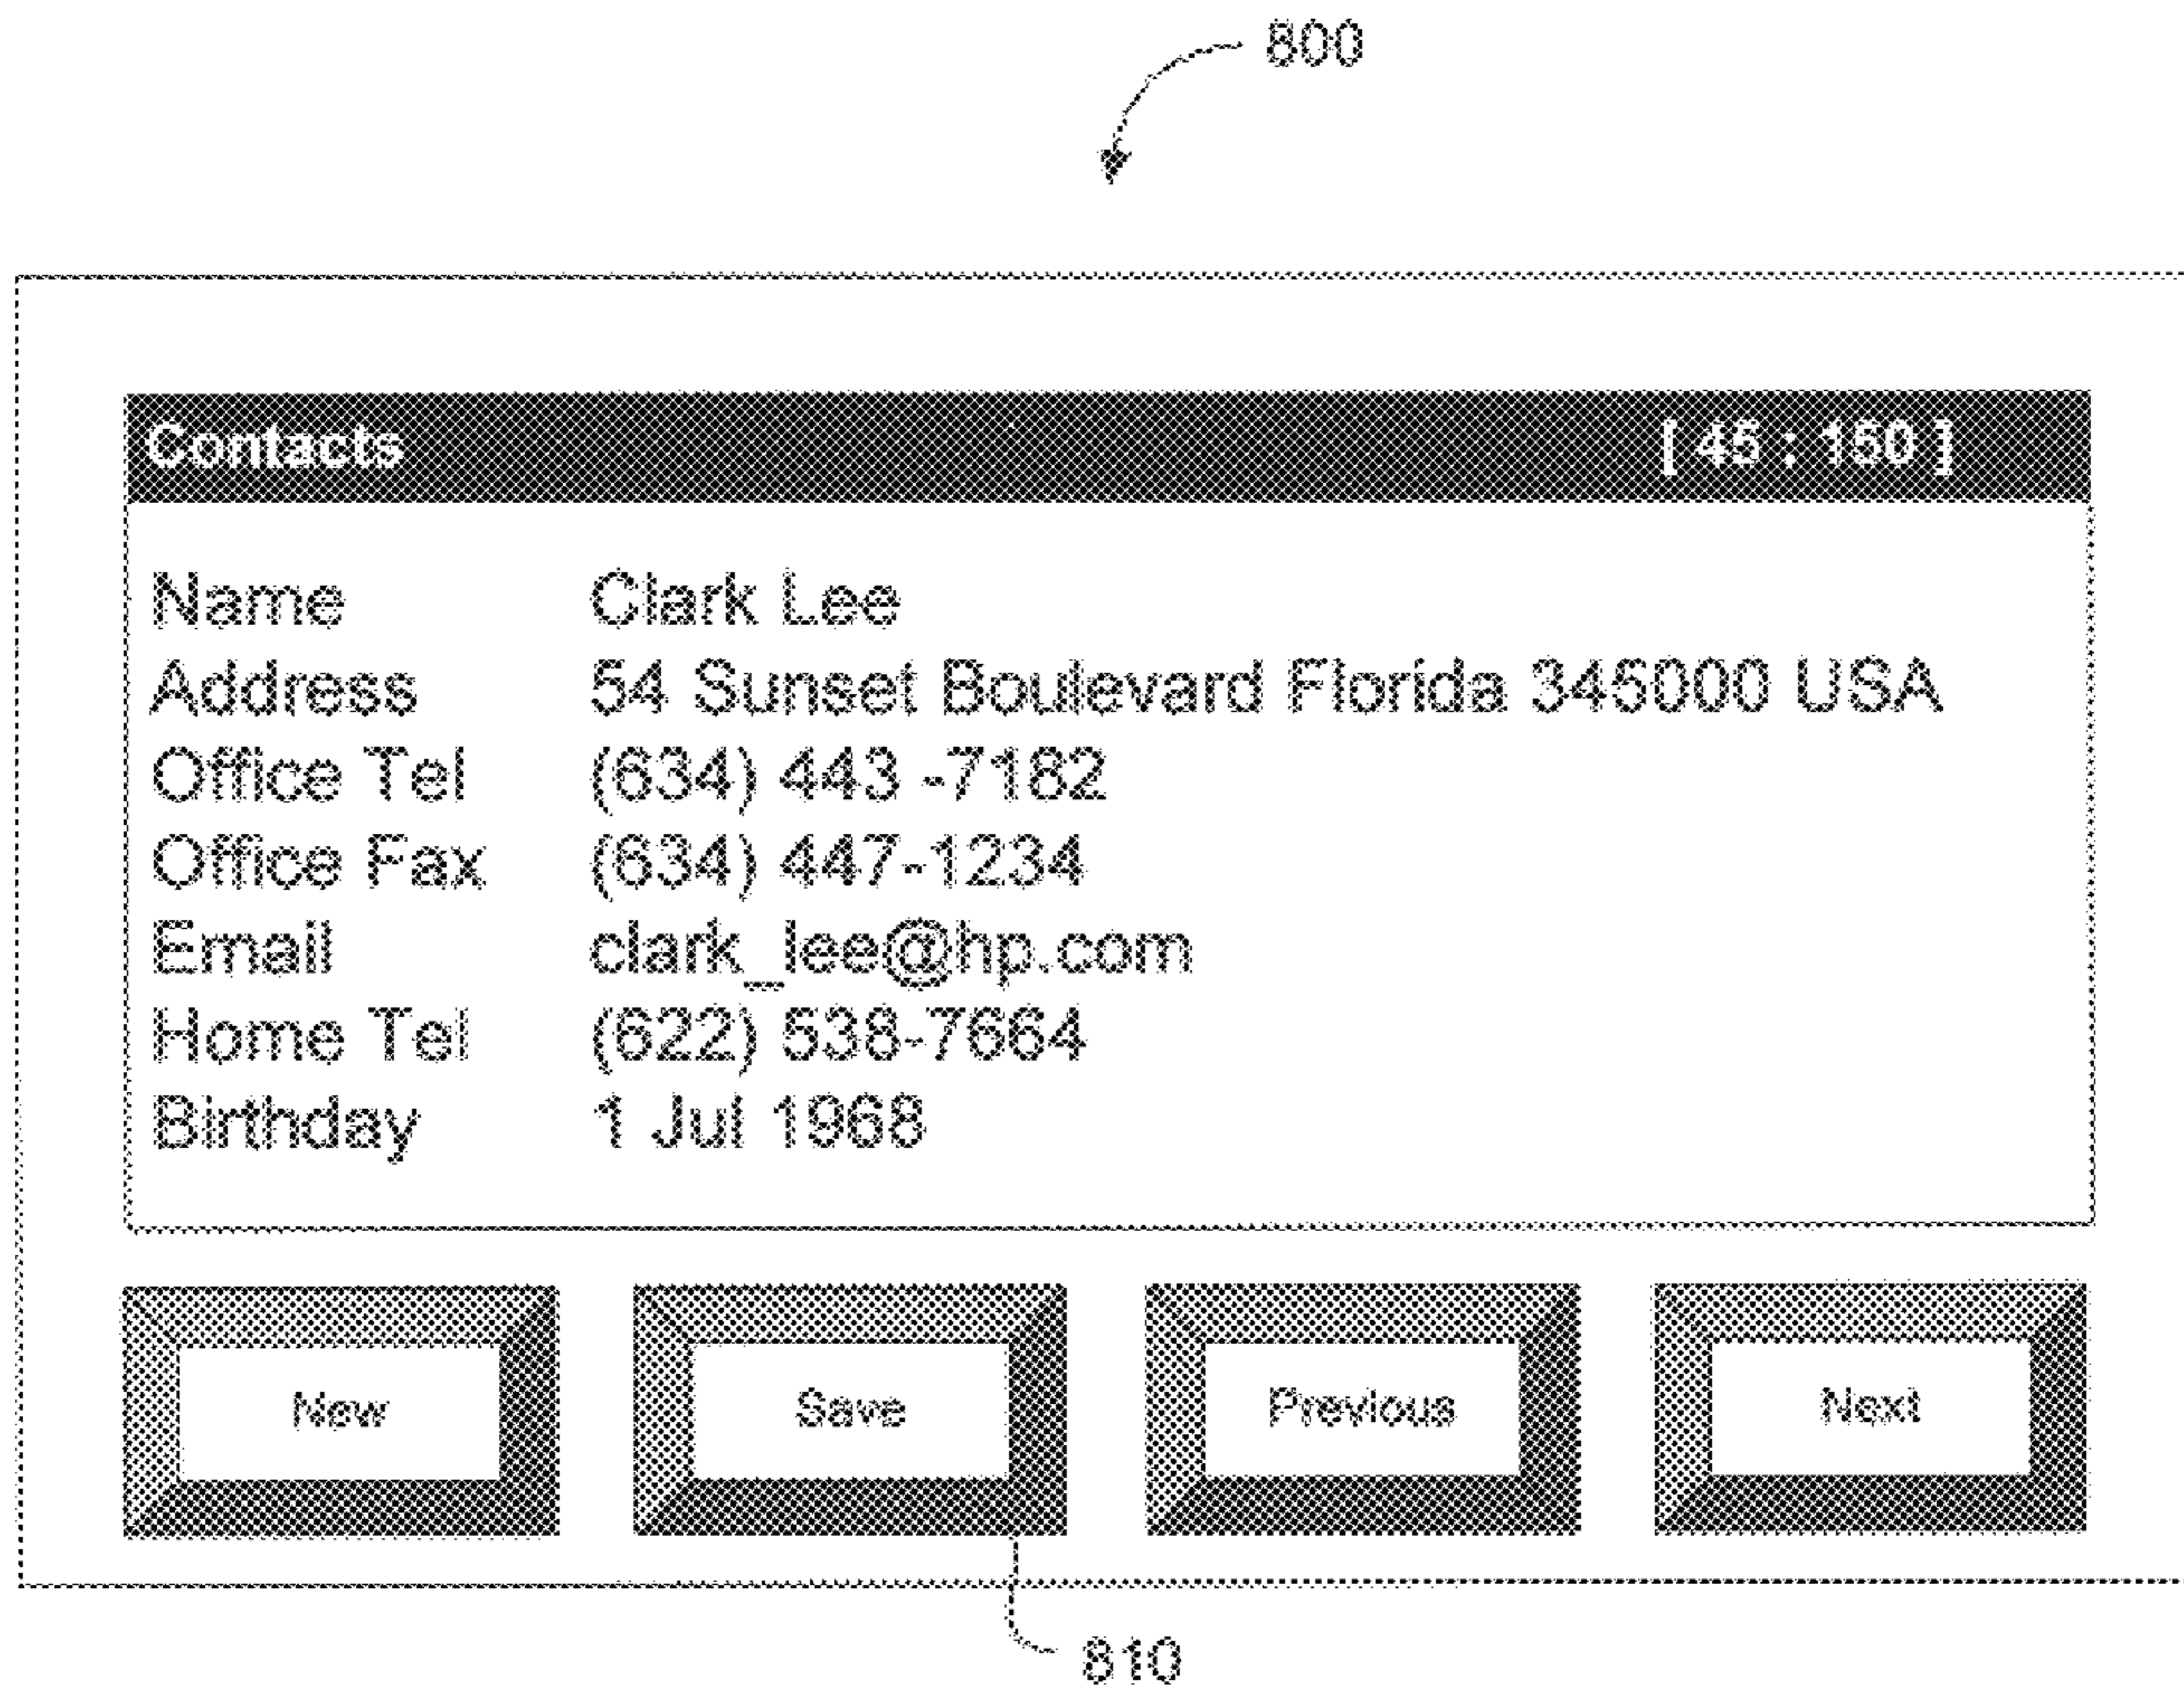 800
Contacts [ 45 : 150 ]
Name Clark Lee
Address 54 Sunset Boulevard Florida 345000 USA
Office Tel (634) 443 -7182
Office Fax (634) 447-1234
Email clark_lee@hp.com
Home Tel (622) 538-7664
Birthday 1 Jul 1968
New Save Previous Next
810